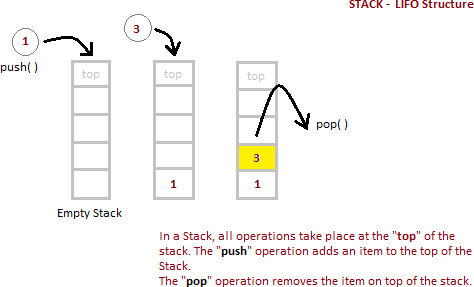 STACK - LIFO Structure
1
3
push( )
top
top
top
pop( )
3
1
1
Empty Stack
In a Stack, all operations take place at the "top" of the
stack. The "push" operation adds an item to the top of the
Stack.
The "pop" operation removes the item on top of the stack.